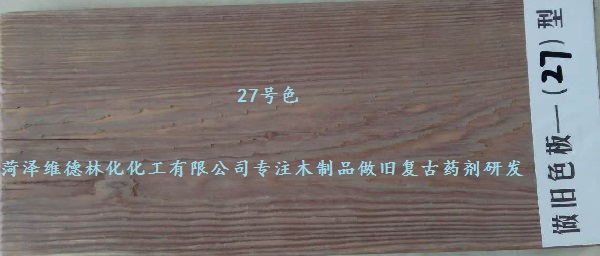 27号色
菏泽维德林化化工有限公司专注木制品做旧复古药剂研发
做旧色板—(27)型